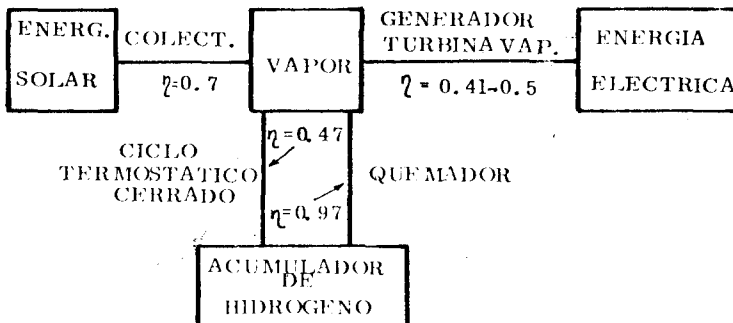 ENERG.
SOLAR
COLECT.
η=0.7
VAPOR
GENERADOR
TURBINA VAP.
η = 0.41-0.5
ENERGIA
ELECTRICA
CICLO
TERMOSTATICO
CERRADO
η=0.47
η=0.97
QUEMADOR
ACUMULADOR
DE
HIDROGENO